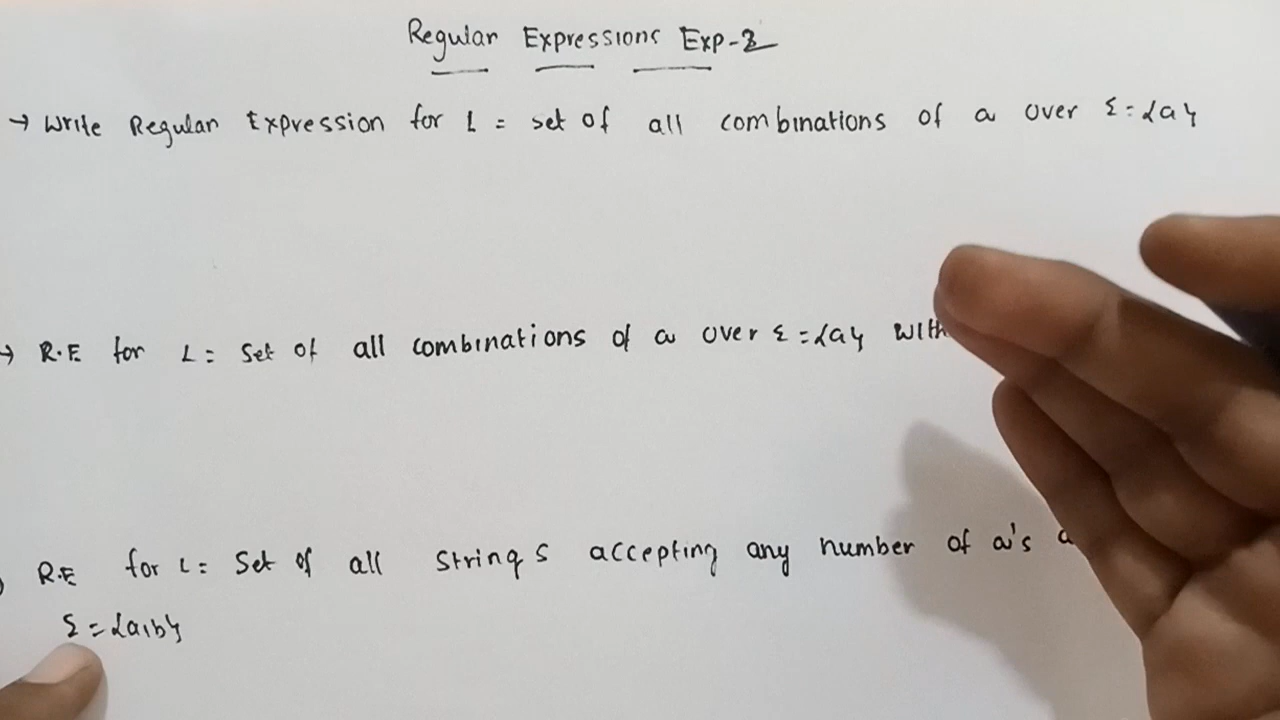 Regular Expressions Exp-2
→ Write Regular Expression for L = set of all combinations of a over Σ={a}
→ R.E for L = Set of all combinations of a over Σ={a} with
R.E for L = Set of all strings accepting any number of a's
Σ={a,b}